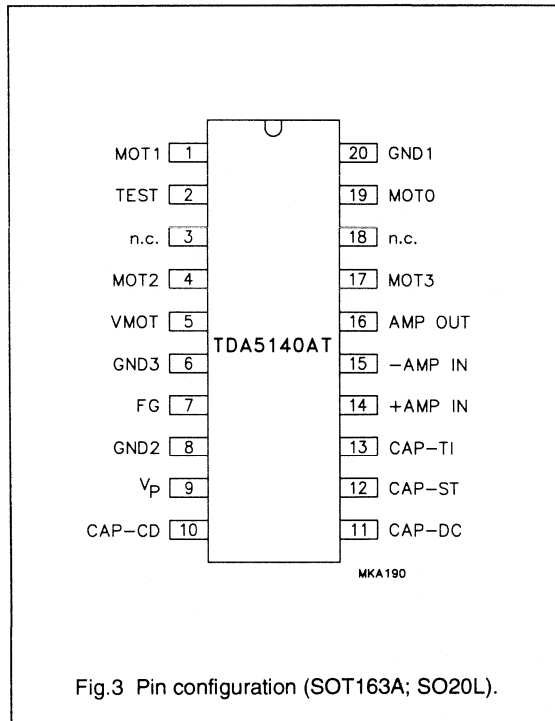 MOT1 1 20 GND1
TEST 2 19 MOT0
n.c. 3 18 n.c.
MOT2 4 17 MOT3
VMOT 5 16 AMP OUT
TDA5140AT
GND3 6 15 −AMP IN
FG 7 14 +AMP IN
GND2 8 13 CAP−TI
VP 9 12 CAP−ST
CAP−CD 10 11 CAP−DC
MKA190
Fig.3 Pin configuration (SOT163A; SO20L).